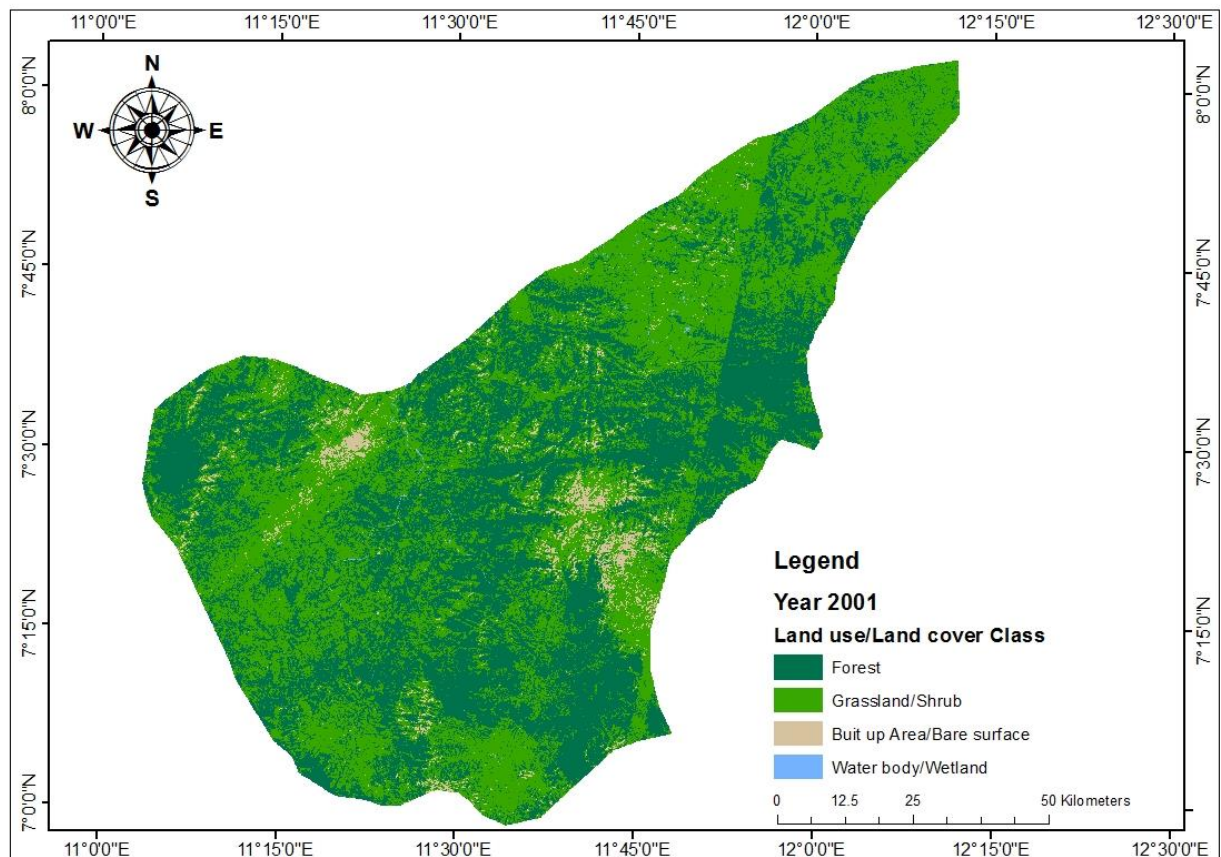 11°0'0"E 11°15'0"E 11°30'0"E 11°45'0"E 12°0'0"E 12°15'0"E 12°30'0"E
N
W E
S
8°0'0"N
7°45'0"N
7°30'0"N
7°15'0"N
7°0'0"N
8°0'0"N
7°45'0"N
7°30'0"N
7°15'0"N
Legend
Year 2001
Land use/Land cover Class
Forest
Grassland/Shrub
Buit up Area/Bare surface
Water body/Wetland
0 12.5 25 50 Kilometers
11°0'0"E 11°15'0"E 11°30'0"E 11°45'0"E 12°0'0"E 12°15'0"E 12°30'0"E